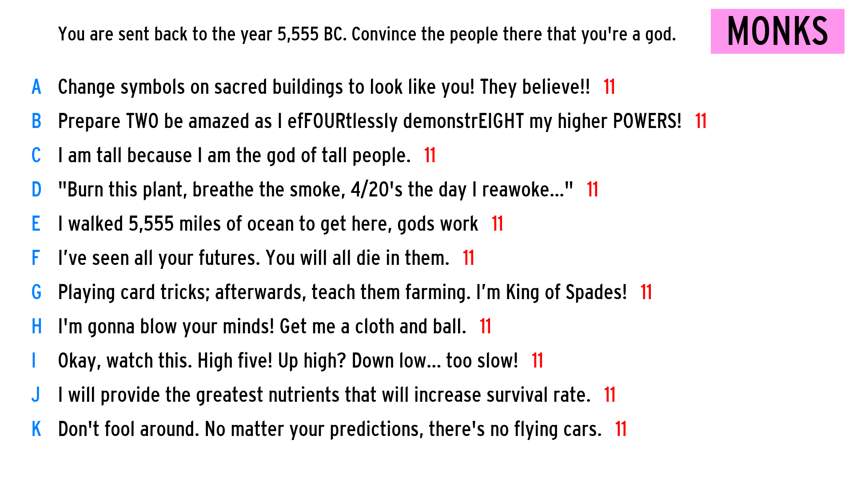 You are sent back to the year 5,555 BC. Convince the people there that you're a god.
MONKS
A Change symbols on sacred buildings to look like you! They believe!! 11
B Prepare TWO be amazed as I efFOURtlessly demonstrEIGHT my higher POWERS! 11
C I am tall because I am the god of tall people. 11
D "Burn this plant, breathe the smoke, 4/20's the day I reawoke..." 11
E I walked 5,555 miles of ocean to get here, gods work 11
F I’ve seen all your futures. You will all die in them. 11
G Playing card tricks; afterwards, teach them farming. I’m King of Spades! 11
H I'm gonna blow your minds! Get me a cloth and ball. 11
I Okay, watch this. High five! Up high? Down low... too slow! 11
J I will provide the greatest nutrients that will increase survival rate. 11
K Don't fool around. No matter your predictions, there's no flying cars. 11